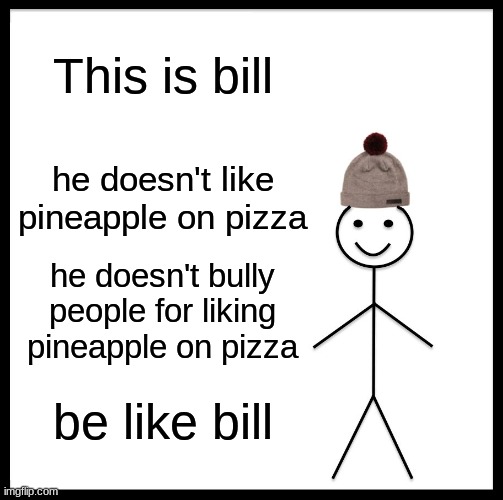 This is bill
he doesn't like
pineapple on pizza
he doesn't bully
people for liking
pineapple on pizza
be like bill
imgflip.com